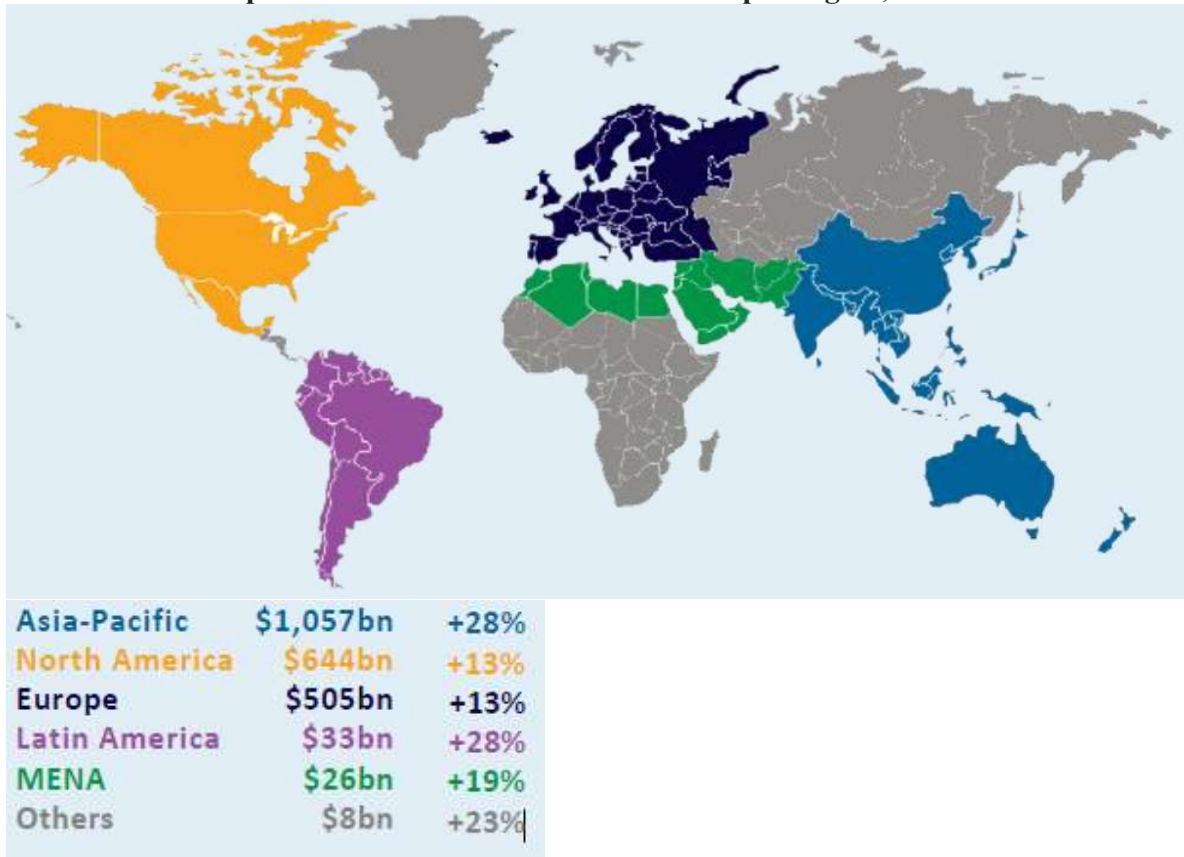 Asia-Pacific $1,057bn +28%
North America $644bn +13%
Europe $505bn +13%
Latin America $33bn +28%
MENA $26bn +19%
Others $8bn +23%